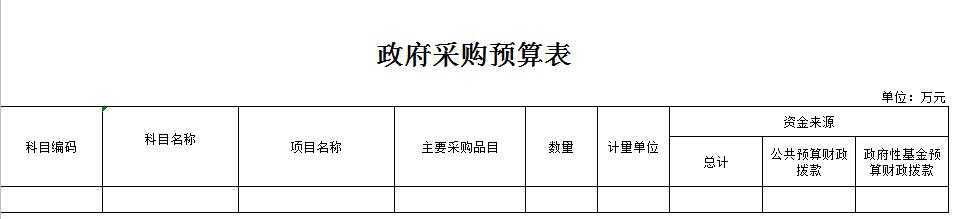 政府采购预算表
单位：万元
科目编码
科目名称
项目名称
主要采购品目
数量
计量单位
资金来源
总计
公共预算财政
拨款
政府性基金预
算财政拨款